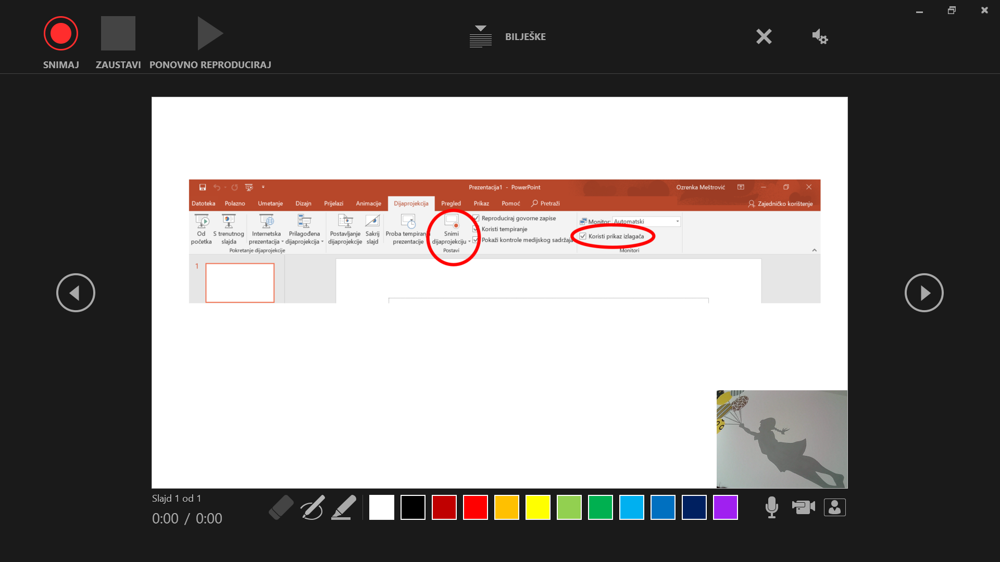 SNIMAJ
ZAUSTAVI
PONOVNO REPRODUCIRAJ
BILJEŠKE
Prezentacija1 - PowerPoint
Ozrenka Meštrović
Datoteka
Polazno
Umetanje
Dizajn
Prijelazi
Animacije
Dijaprojekcija
Pregled
Prikaz
Pomoć
Pretraži
Zajedničko korištenje
Od
početka
S trenutnog
slajda
Internetska
prezentacija
Prilagođena
dijaprojekcija
Pokretanje dijaprojekcije
Postavljanje
dijaprojekcije
Sakrij
slajd
Proba tempiranja
prezentacije
Snimi
dijaprojekciju
Postavi
Reproduciraj govorne zapise
Koristi tempiranje
Pokaži kontrole medijskog sadržaja
Monitor: Automatski
Koristi prikaz izlagača
Monitori
1
Slajd 1 od 1
0:00 / 0:00